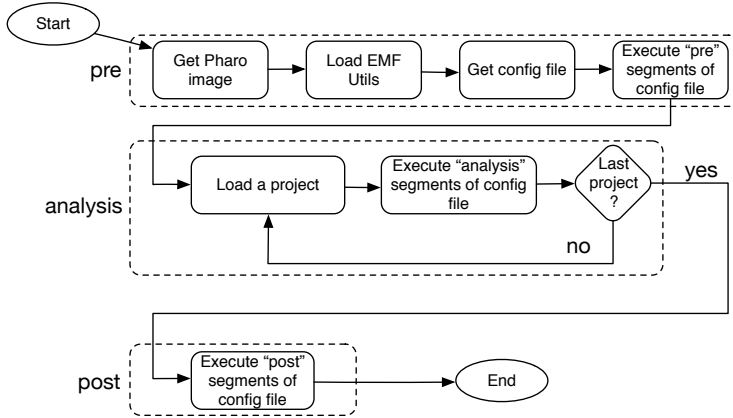 Start
pre
Get Pharo
image
Load EMF
Utils
Get config file
Execute “pre”
segments of
config file
analysis
Load a project
Execute “analysis”
segments of config
file
Last
project
?
yes
no
post
Execute “post”
segments of
config file
End